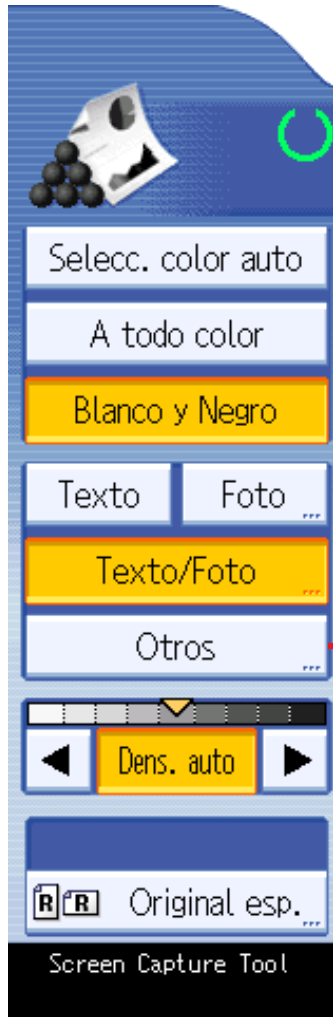 Selecc. color auto
A todo color
Blanco y Negro
Texto Foto
Texto/Foto
Otros
Dens. auto
R R Original esp.
Screen Capture Tool